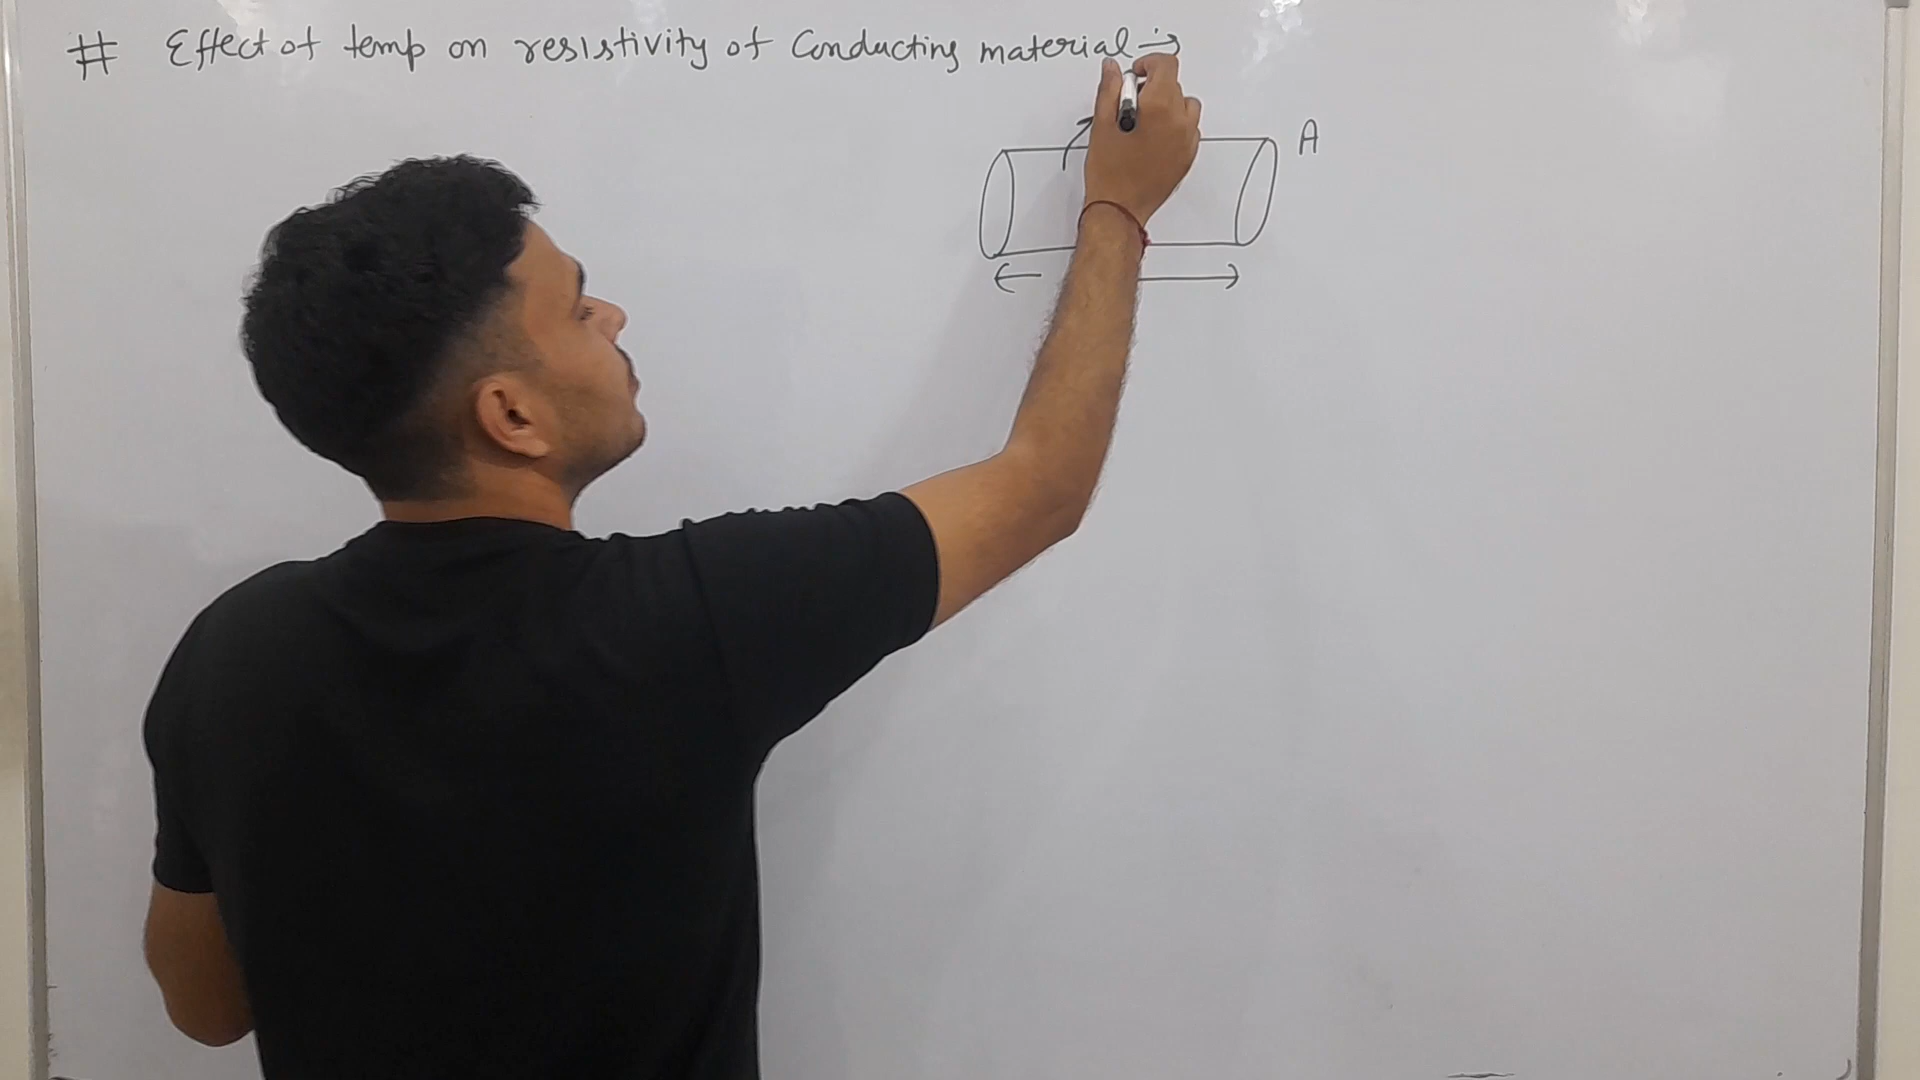 # Effect of temp on resistivity of Conducting material :→
A